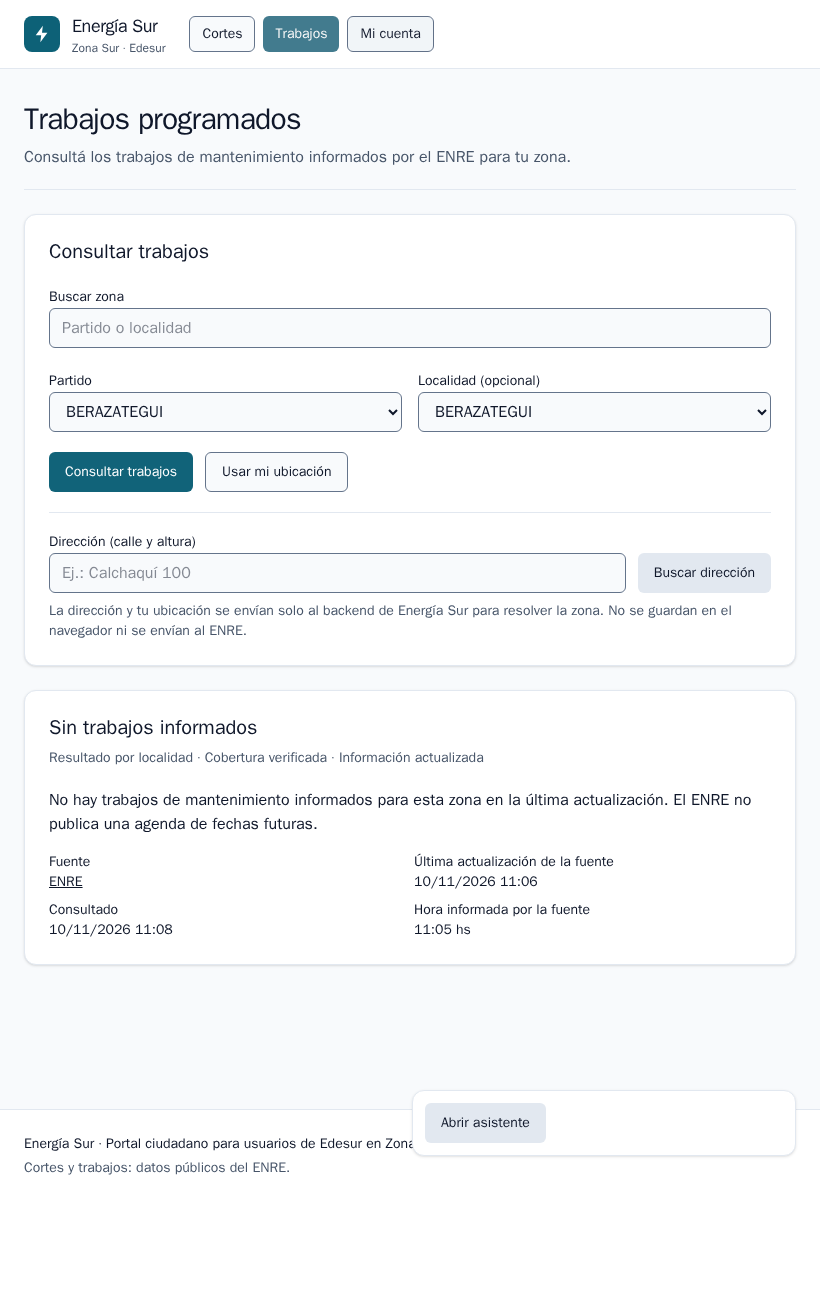 Energía Sur
Zona Sur · Edesur
Cortes
Trabajos
Mi cuenta
Trabajos programados
Consultá los trabajos de mantenimiento informados por el ENRE para tu zona.
Consultar trabajos
Buscar zona
Partido o localidad
Partido
Localidad (opcional)
BERAZATEGUI
BERAZATEGUI
Consultar trabajos
Usar mi ubicación
Dirección (calle y altura)
Ej.: Calchaquí 100
Buscar dirección
La dirección y tu ubicación se envían solo al backend de Energía Sur para resolver la zona. No se guardan en el
navegador ni se envían al ENRE.
Sin trabajos informados
Resultado por localidad · Cobertura verificada · Información actualizada
No hay trabajos de mantenimiento informados para esta zona en la última actualización. El ENRE no
publica una agenda de fechas futuras.
Fuente
ENRE
Última actualización de la fuente
10/11/2026 11:06
Consultado
10/11/2026 11:08
Hora informada por la fuente
11:05 hs
Abrir asistente
Energía Sur · Portal ciudadano para usuarios de Edesur en Zona
Cortes y trabajos: datos públicos del ENRE.